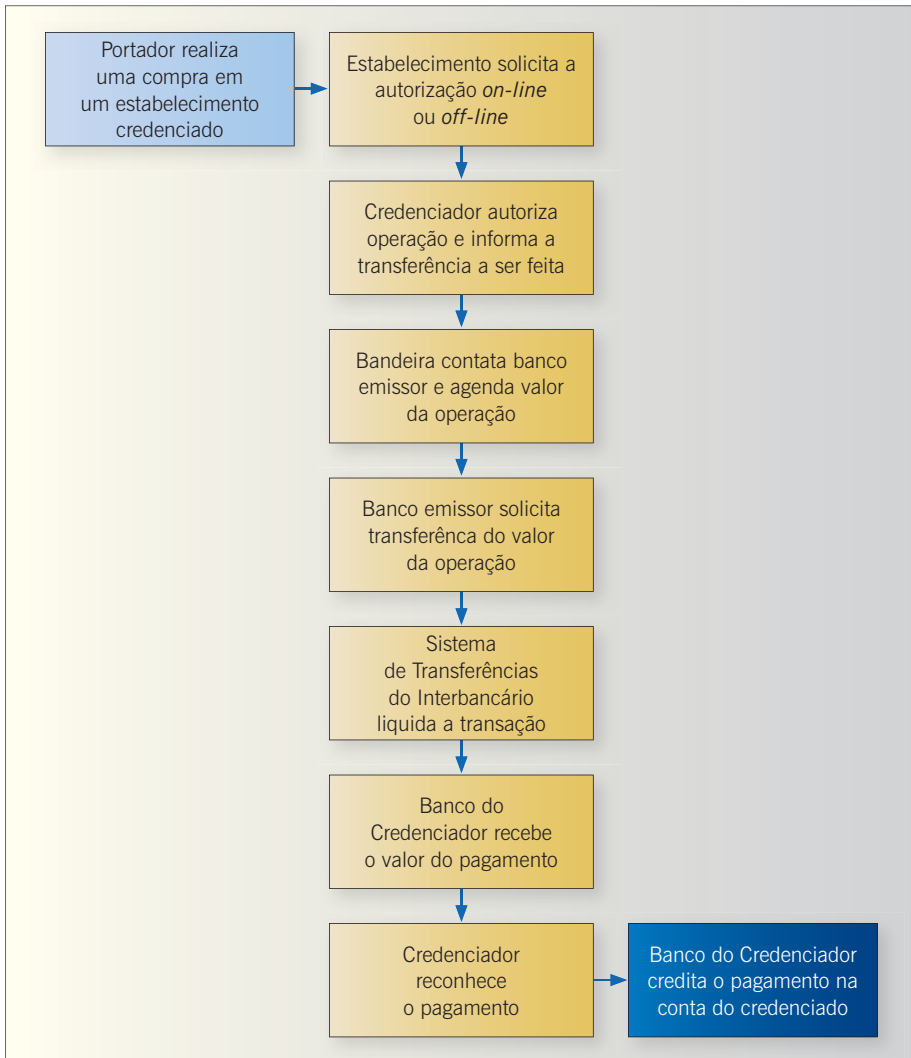 Portador realiza
uma compra em
um estabelecimento
credenciado
Estabelecimento solicita a
autorização on-line
ou off-line
Credenciador autoriza
operação e informa a
transferência a ser feita
Bandeira contata banco
emissor e agenda valor
da operação
Banco emissor solicita
transferênca do valor
da operação
Sistema
de Transferências
do Interbancário
liquida a transação
Banco do
Credenciador recebe
o valor do pagamento
Credenciador
reconhece
o pagamento
Banco do Credenciador
credita o pagamento na
conta do credenciado